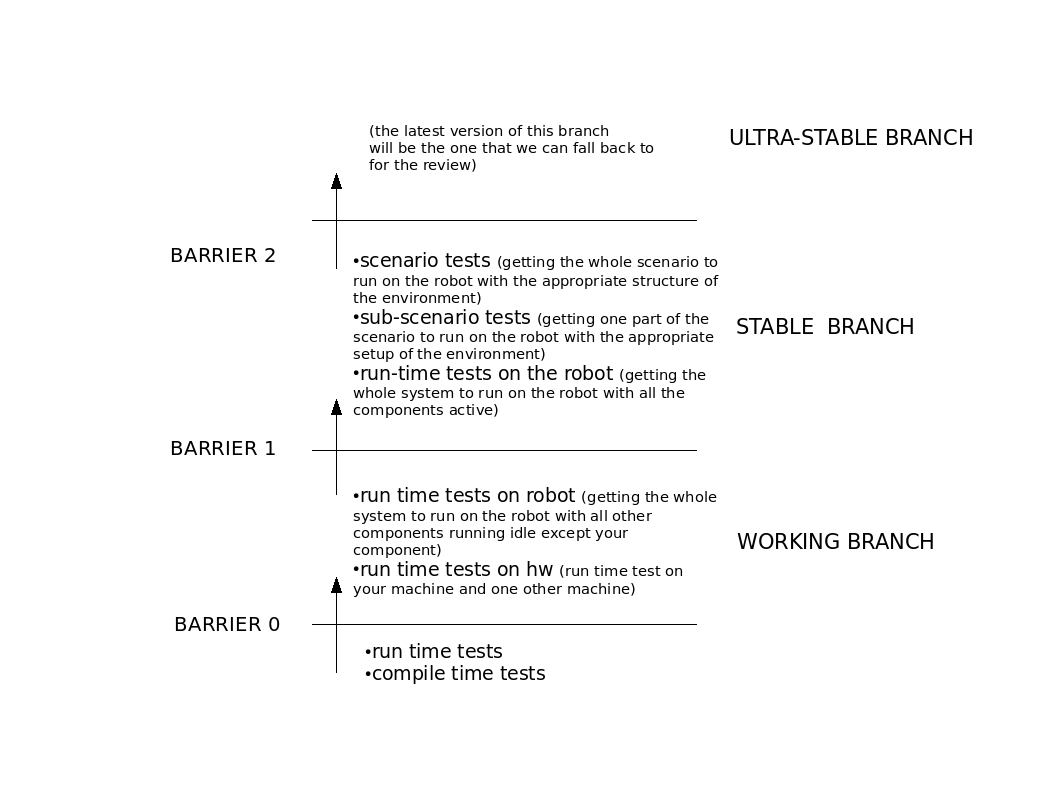 (the latest version of this branch
will be the one that we can fall back to
for the review)
ULTRA-STABLE BRANCH
BARRIER 2
•scenario tests (getting the whole scenario to
run on the robot with the appropriate structure of
the environment)
•sub-scenario tests (getting one part of the
scenario to run on the robot with the appropriate
setup of the environment)
•run-time tests on the robot (getting the
whole system to run on the robot with all the
components active)
STABLE  BRANCH
BARRIER 1
•run time tests on robot (getting the whole
system to run on the robot with all other
components running idle except your
component)
•run time tests on hw (run time test on
your machine and one other machine)
WORKING BRANCH
BARRIER 0
•run time tests
•compile time tests